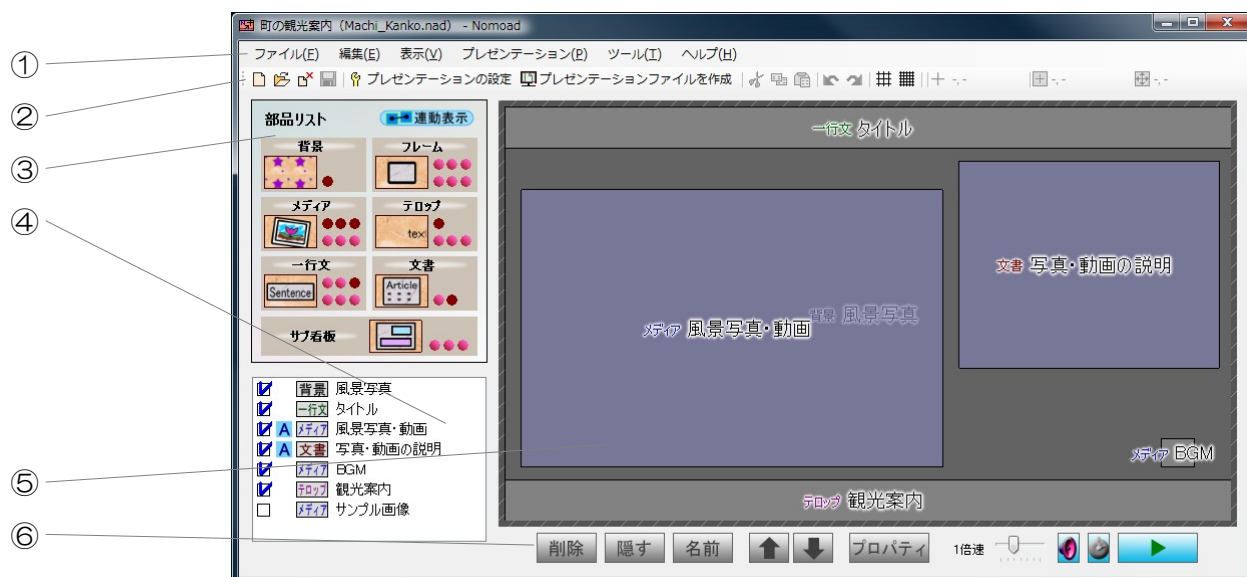 町の観光案内（Machi_Kanko.nad） - Nomoad
① ファイル(F) 編集(E) 表示(V) プレゼンテーション(P) ツール(T) ヘルプ(H)
② プレゼンテーションの設定 プレゼンテーションファイルを作成 -.- -.- -.-
③ 部品リスト 連動表示
背景 フレーム
メディア テロップ
text
一行文 文書
Sentence Article
サブ看板
④ 背景 風景写真
一行文 タイトル
A メディア 風景写真・動画
A 文書 写真・動画の説明
メディア BGM
テロップ 観光案内
メディア サンプル画像
⑤ 一行文 タイトル
文書 写真・動画の説明
背景 風景写真
メディア 風景写真・動画
メディア BGM
テロップ 観光案内
⑥ 削除 隠す 名前 プロパティ 1倍速